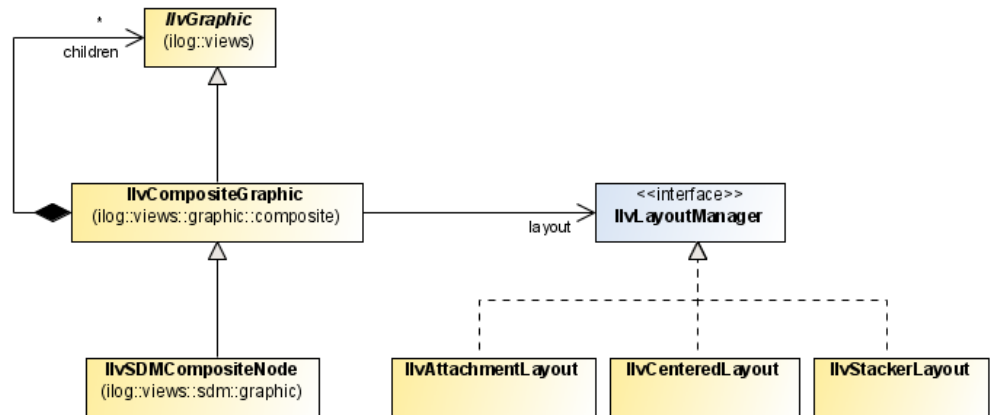 *
children
IlvGraphic
(ilog::views)
IlvCompositeGraphic
(ilog::views::graphic::composite)
layout
<<interface>>
IlvLayoutManager
IlvSDMCompositeNode
(ilog::views::sdm::graphic)
IlvAttachmentLayout
IlvCenteredLayout
IlvStackerLayout